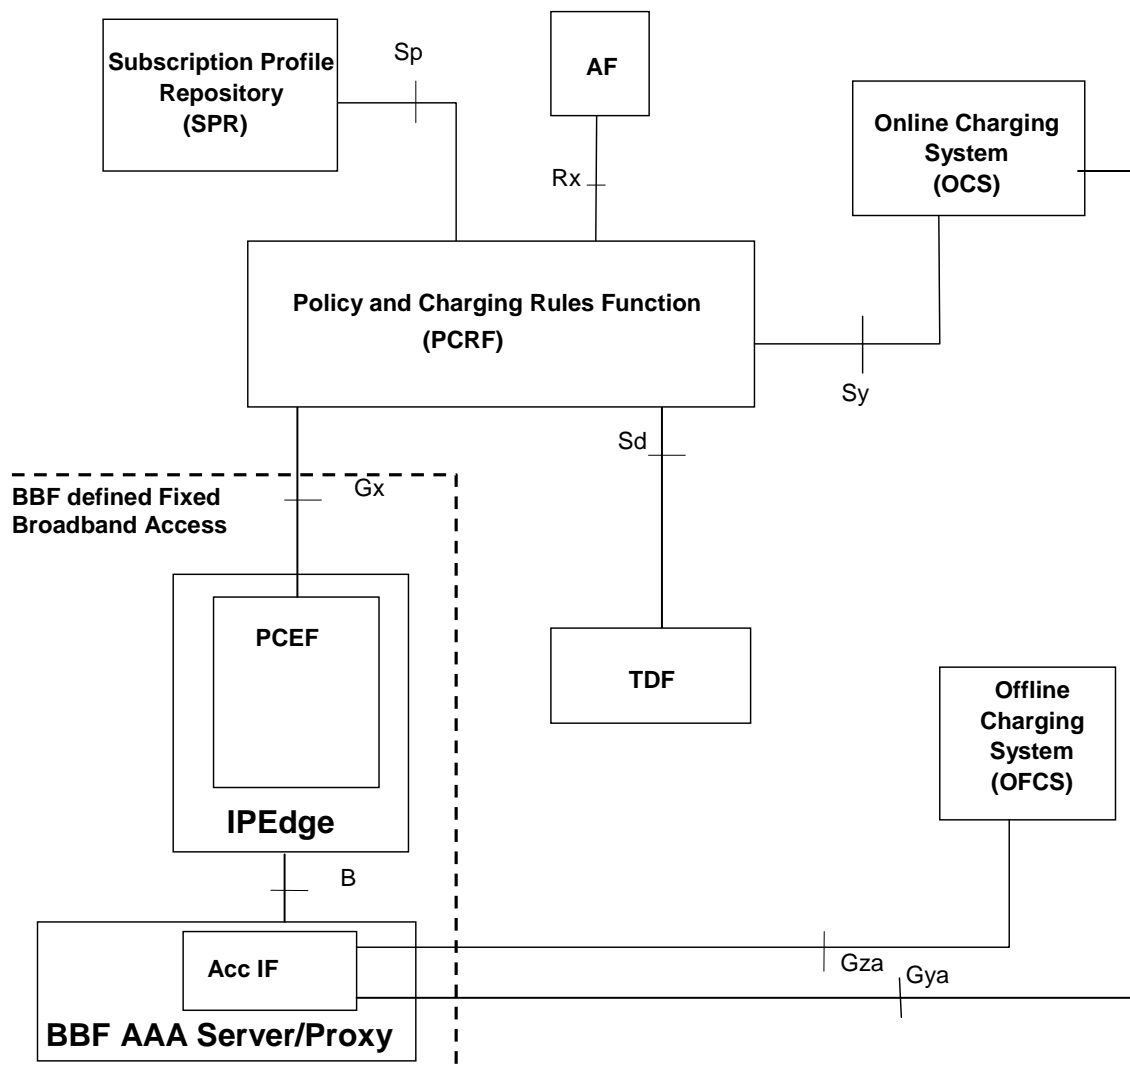 Subscription Profile
Repository
(SPR)
Sp
AF
Rx
Online Charging
System
(OCS)
Policy and Charging Rules Function
(PCRF)
Sy
Sd
Gx
BBF defined Fixed
Broadband Access
PCEF
IPEdge
TDF
Offline
Charging
System
(OFCS)
B
Acc IF
BBF AAA Server/Proxy
Gza
Gya